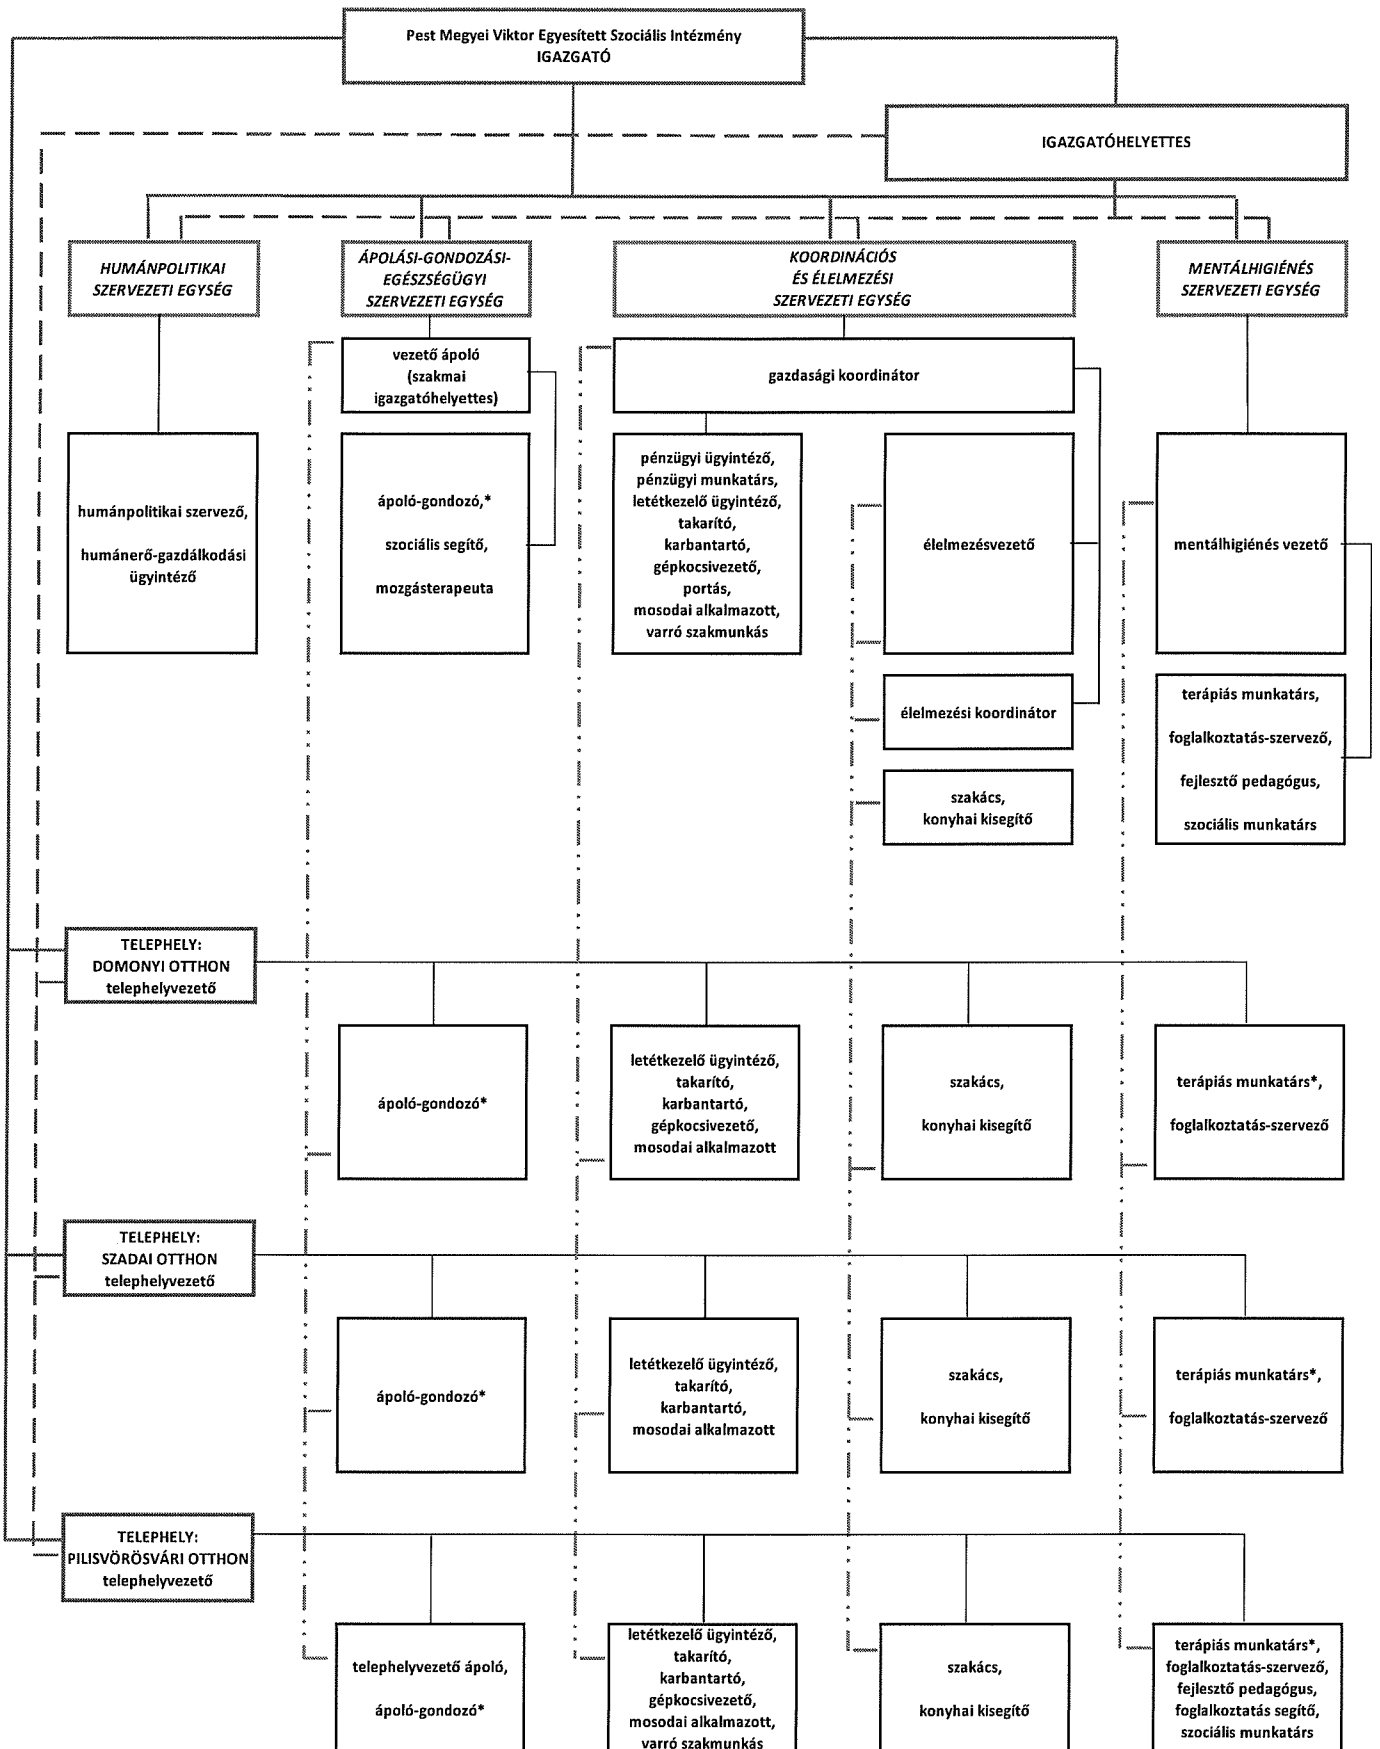 Pest Megyei Viktor Egyesített Szociális Intézmény
IGAZGATÓ
IGAZGATÓHELYETTES
HUMÁNPOLITIKAI
SZERVEZETI EGYSÉG
ÁPOLÁSI-GONDOZÁSI-
EGÉSZSÉGÜGYI
SZERVEZETI EGYSÉG
KOORDINÁCIÓS
ÉS ÉLELMEZÉSI
SZERVEZETI EGYSÉG
MENTÁLHIGIÉNÉS
SZERVEZETI EGYSÉG
vezető ápoló
(szakmai
igazgatóhelyettes)
gazdasági koordinátor
humánpolitikai szervező,
humánerő-gazdálkodási
ügyintéző
ápoló-gondozó,*
szociális segítő,
mozgásterapeuta
pénzügyi ügyintéző,
pénzügyi munkatárs,
letétkezelő ügyintéző,
takarító,
karbantartó,
gépkocsivezető,
portás,
mosodai alkalmazott,
varró szakmunkás
élelmezésvezető
mentálhigiénés vezető
élelmezési koordinátor
szakács,
konyhai kisegítő
terápiás munkatárs,
foglalkoztatás-szervező,
fejlesztő pedagógus,
szociális munkatárs
TELEPHELY:
DOMONYI OTTHON
telephelyvezető
ápoló-gondozó*
letétkezelő ügyintéző,
takarító,
karbantartó,
gépkocsivezető,
mosodai alkalmazott
szakács,
konyhai kisegítő
terápiás munkatárs*,
foglalkoztatás-szervező
TELEPHELY:
SZADAI OTTHON
telephelyvezető
ápoló-gondozó*
letétkezelő ügyintéző,
takarító,
karbantartó,
mosodai alkalmazott
szakács,
konyhai kisegítő
terápiás munkatárs*,
foglalkoztatás-szervező
TELEPHELY:
PILISVÖRÖSVÁRI OTTHON
telephelyvezető
telephelyvezető ápoló,
ápoló-gondozó*
letétkezelő ügyintéző,
takarító,
karbantartó,
gépkocsivezető,
mosodai alkalmazott,
varró szakmunkás
szakács,
konyhai kisegítő
terápiás munkatárs*,
foglalkoztatás-szervező,
fejlesztő pedagógus,
foglalkoztatás segítő,
szociális munkatárs